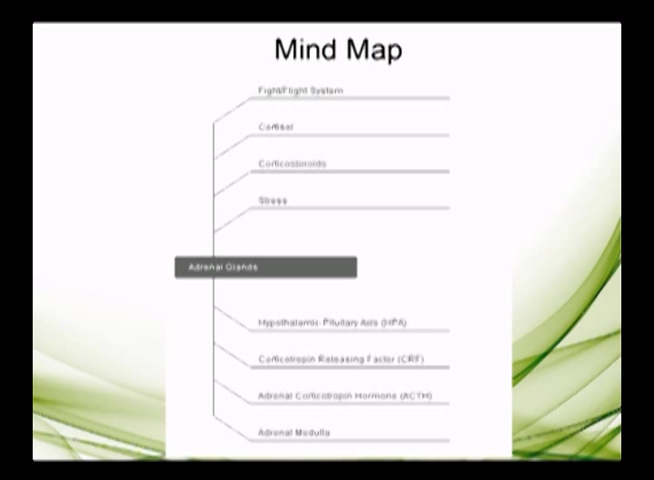 Mind Map
Fight/Flight System
Cortisol
Corticosteroids
Stress
Adrenal Glands
Hypothalamic Pituitary Axis (HPA)
Corticotropin Releasing Factor (CRF)
Adrenal Corticotropin Hormone (ACTH)
Adrenal Medulla